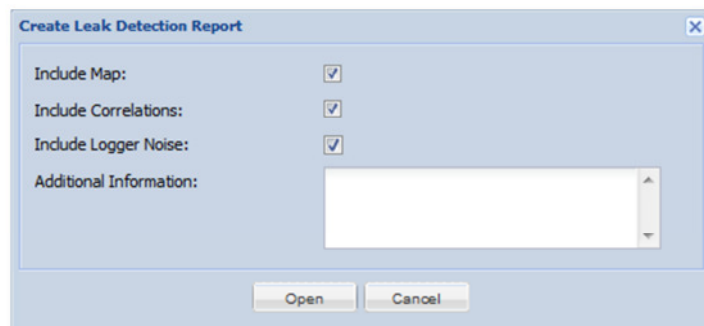 Create Leak Detection Report
Include Map:
Include Correlations:
Include Logger Noise:
Additional Information:
Open Cancel